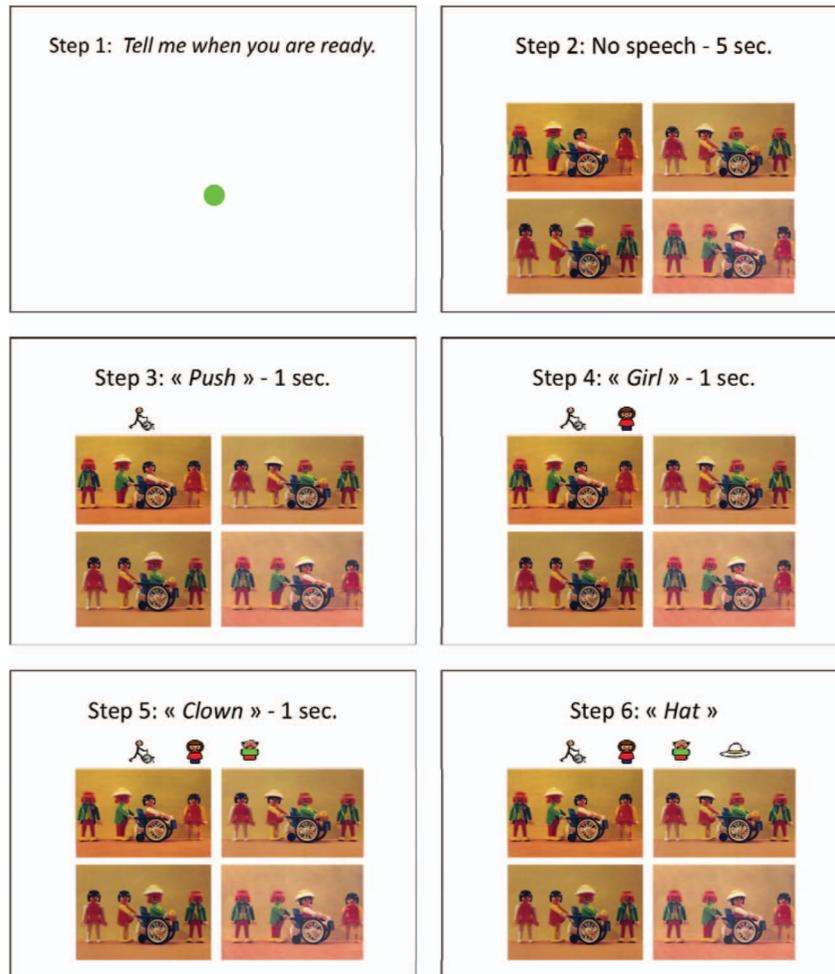 Step 1: Tell me when you are ready.
Step 2: No speech - 5 sec.
Step 3: « Push » - 1 sec.
Step 4: « Girl » - 1 sec.
Step 5: « Clown » - 1 sec.
Step 6: « Hat »